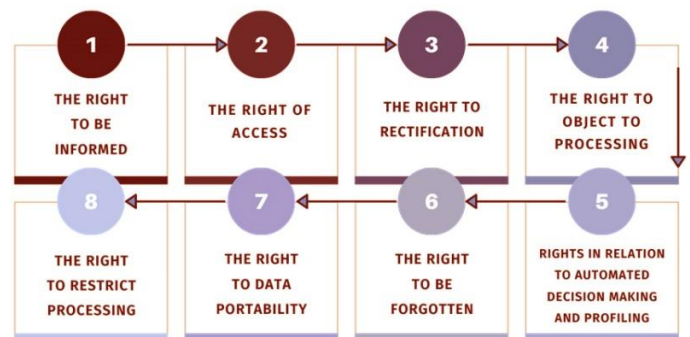 1
THE RIGHT
TO BE
INFORMED
2
THE RIGHT OF
ACCESS
3
THE RIGHT TO
RECTIFICATION
4
THE RIGHT TO
OBJECT TO
PROCESSING
5
RIGHTS IN RELATION
TO AUTOMATED
DECISION MAKING
AND PROFILING
6
THE RIGHT
TO BE
FORGOTTEN
7
THE RIGHT
TO DATA
PORTABILITY
8
THE RIGHT
TO RESTRICT
PROCESSING